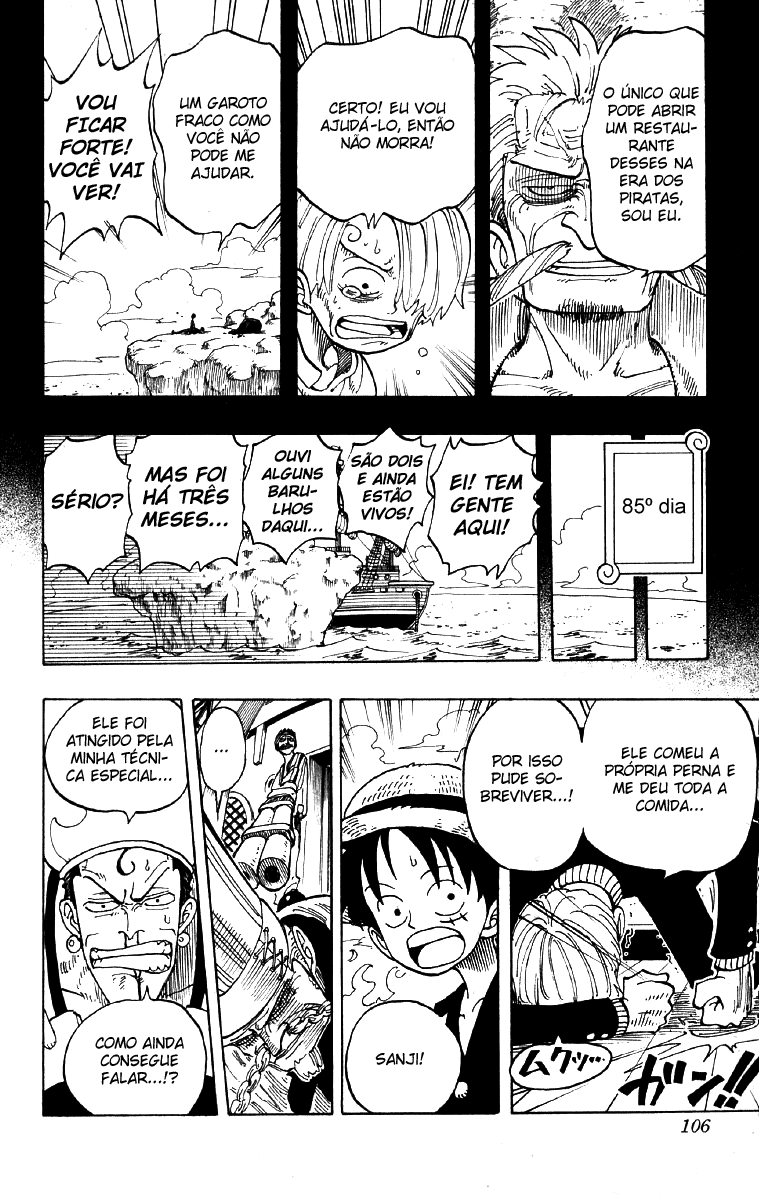 O ÚNICO QUE
PODE ABRIR
UM RESTAU-
RANTE
DESSES NA
ERA DOS
PIRATAS,
SOU EU.
CERTO! EU VOU
AJUDÁ-LO, ENTÃO
NÃO MORRA!
UM GAROTO
FRACO COMO
VOCÊ NÃO
PODE ME
AJUDAR.
VOU
FICAR
FORTE!
VOCÊ VAI
VER!
85º dia
EI! TEM
GENTE
AQUI!
SÃO DOIS
E AINDA
ESTÃO
VIVOS!
OUVI
ALGUNS
BARU-
LHOS
DAQUI...
MAS FOI
HÁ TRÊS
MESES...
SÉRIO?
ELE COMEU A
PRÓPRIA PERNA E
ME DEU TODA A
COMIDA...
POR ISSO
PUDE SO-
BREVIVER...!
ムクッ...
ガン!!
SANJI!
...
ELE FOI
ATINGIDO PELA
MINHA TÉCNI-
CA ESPECIAL...
COMO AINDA
CONSEGUE
FALAR...!?
106